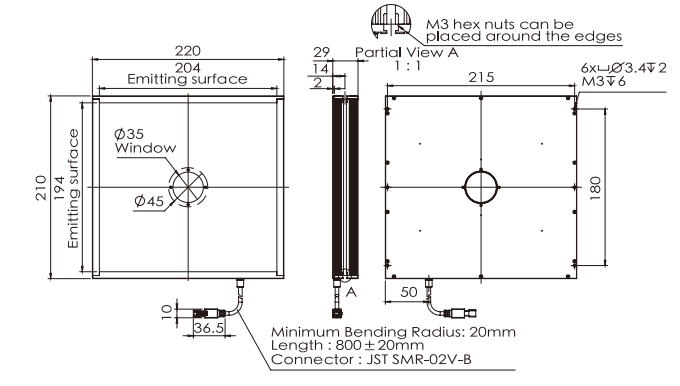 M3 hex nuts can be
placed around the edges
Partial View A
1 : 1
220
204
Emitting surface
29
14
2
215
6x⌴Ø3.4↧2
M3↧6
Ø35
Window
Ø45
210
194
Emitting surface
180
A
50
10
36.5
Minimum Bending Radius: 20mm
Length : 800±20mm
Connector : JST SMR-02V-B